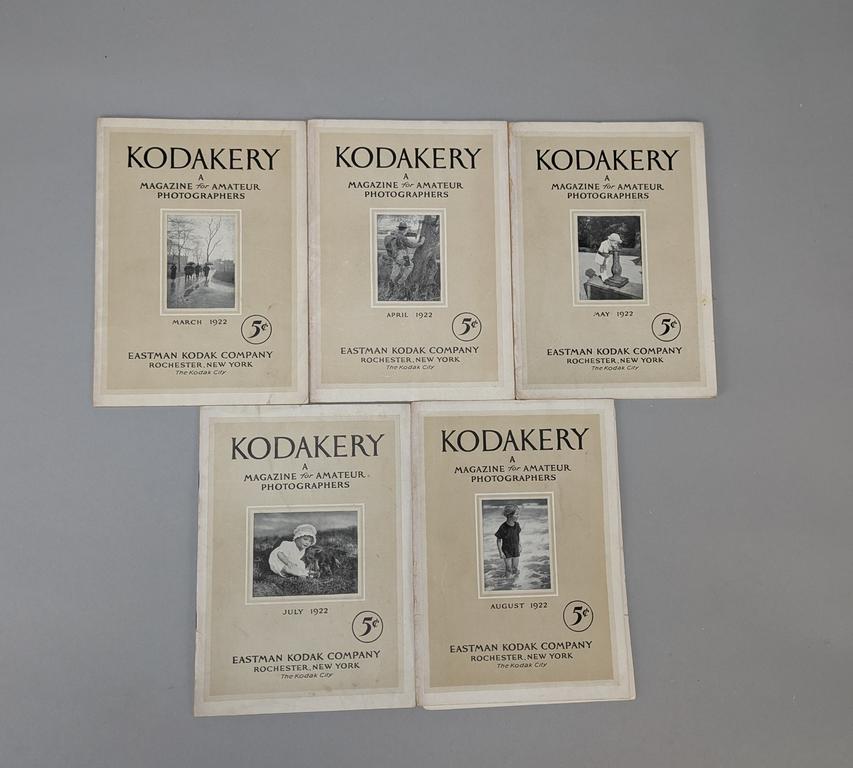 KODAKERY
A
MAGAZINE for AMATEUR
PHOTOGRAPHERS
MARCH 1922
5¢
EASTMAN KODAK COMPANY
ROCHESTER, NEW YORK
The Kodak City
KODAKERY
A
MAGAZINE for AMATEUR
PHOTOGRAPHERS
APRIL 1922
5¢
EASTMAN KODAK COMPANY
ROCHESTER, NEW YORK
The Kodak City
KODAKERY
A
MAGAZINE for AMATEUR
PHOTOGRAPHERS
MAY 1922
5¢
EASTMAN KODAK COMPANY
ROCHESTER, NEW YORK
The Kodak City
KODAKERY
A
MAGAZINE for AMATEUR
PHOTOGRAPHERS
JULY 1922
5¢
EASTMAN KODAK COMPANY
ROCHESTER, NEW YORK
The Kodak City
KODAKERY
A
MAGAZINE for AMATEUR
PHOTOGRAPHERS
AUGUST 1922
5¢
EASTMAN KODAK COMPANY
ROCHESTER, NEW YORK
The Kodak City